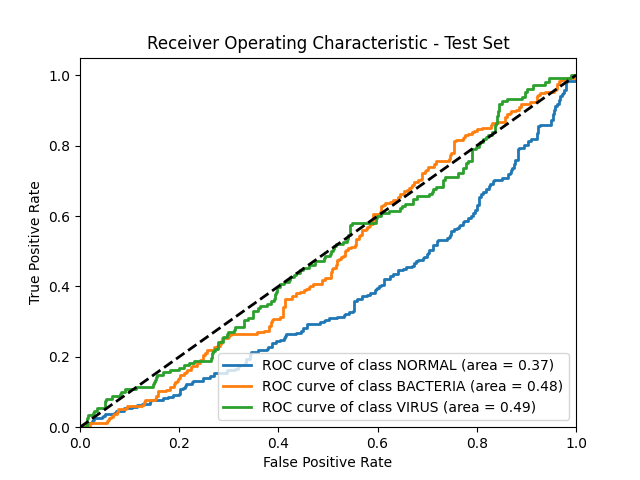 Receiver Operating Characteristic - Test Set
1.0
0.8
0.6
0.4
0.2
0.0
True Positive Rate
ROC curve of class NORMAL (area = 0.37)
ROC curve of class BACTERIA (area = 0.48)
ROC curve of class VIRUS (area = 0.49)
0.0 0.2 0.4 0.6 0.8 1.0
False Positive Rate